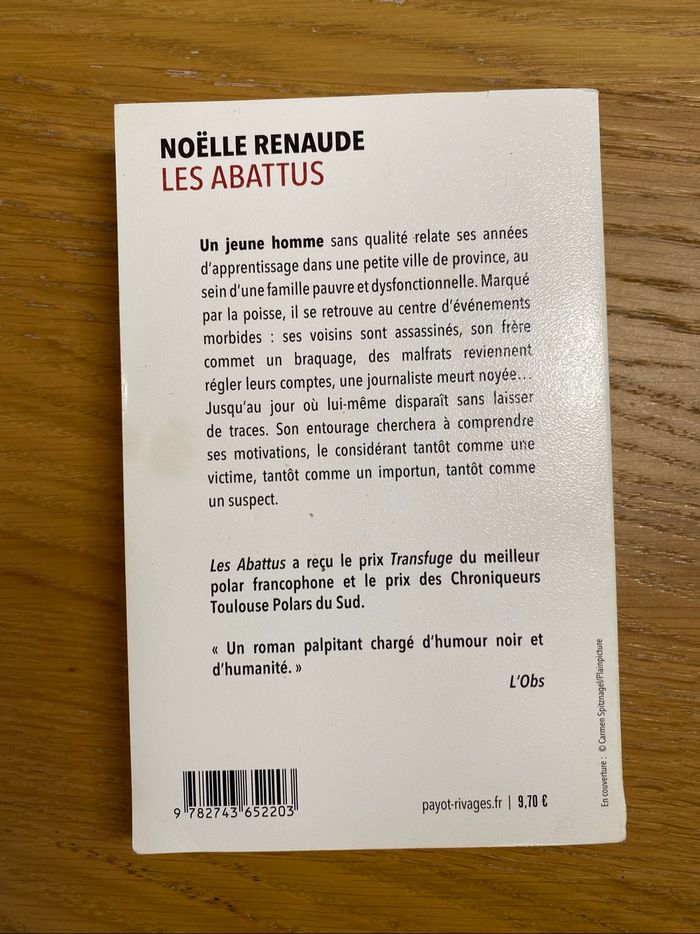 NOËLLE RENAUDE
LES ABATTUS
Un jeune homme sans qualité relate ses années
d'apprentissage dans une petite ville de province, au
sein d'une famille pauvre et dysfonctionnelle. Marqué
par la poisse, il se retrouve au centre d'événements
morbides : ses voisins sont assassinés, son frère
commet un braquage, des malfrats reviennent
régler leurs comptes, une journaliste meurt noyée...
Jusqu'au jour où lui-même disparaît sans laisser
de traces. Son entourage cherchera à comprendre
ses motivations, le considérant tantôt comme une
victime, tantôt comme un importun, tantôt comme
un suspect.
Les Abattus a reçu le prix Transfuge du meilleur
polar francophone et le prix des Chroniqueurs
Toulouse Polars du Sud.
« Un roman palpitant chargé d'humour noir et
d'humanité. »
L'Obs
En couverture : © Carmen Spitznagel/Plainpicture
9 782743 652203
payot-rivages.fr | 9,70 €